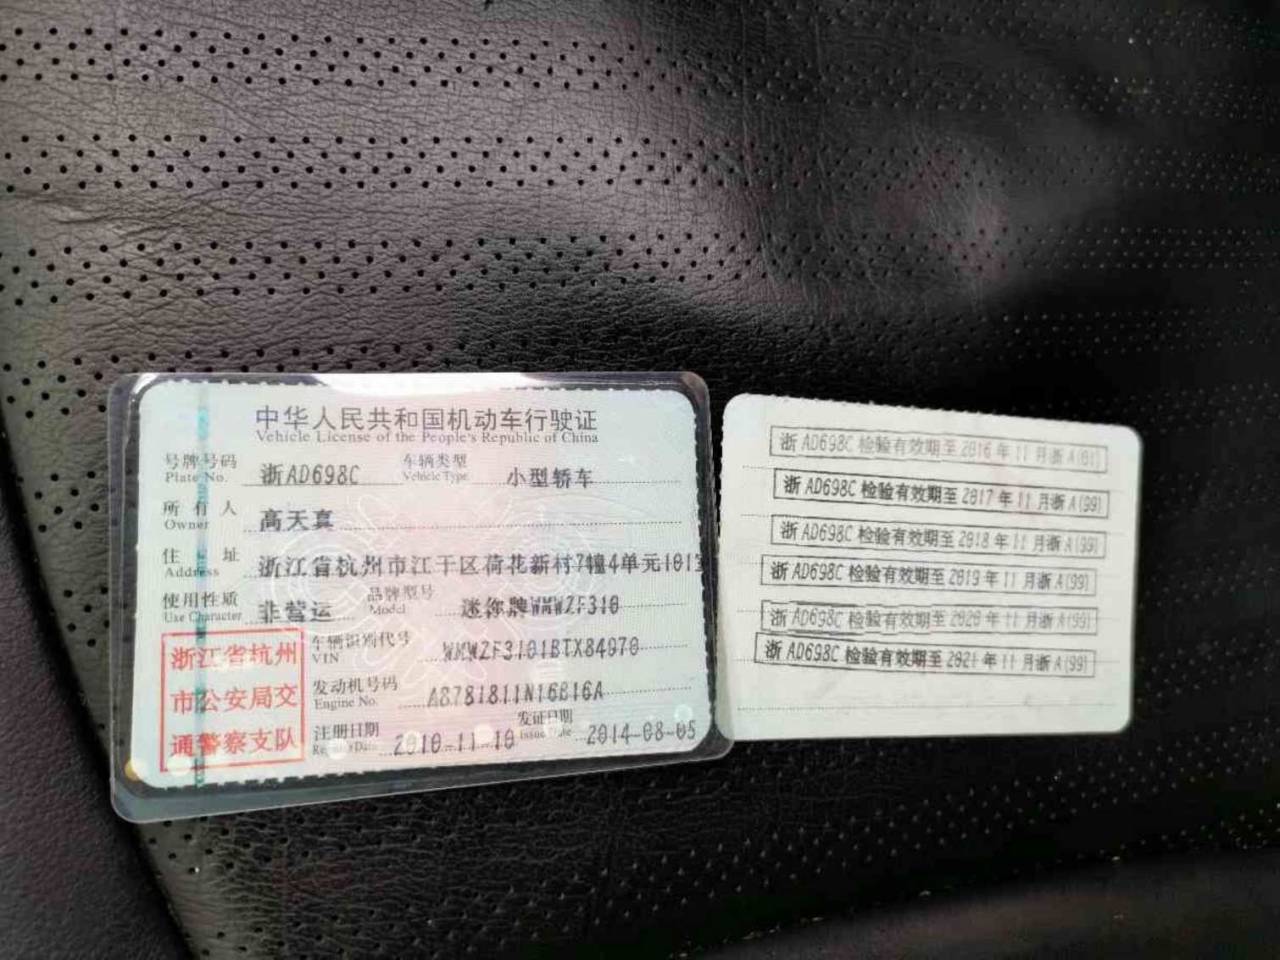 中华人民共和国机动车行驶证
Vehicle License of the People's Republic of China
号牌号码 浙AD698C 车辆类型 小型轿车
Plate No. Vehicle Type
所有人 高天真
Owner
住址 浙江省杭州市江干区荷花新村7幢4单元101室
Address
使用性质 非营运 品牌型号 迷你牌WMWZF310
Use Character Model
浙江省杭州
市公安局交
通警察支队
车辆识别代号 WMWZF3101BTX84970
VIN
发动机号码 A8781811N16B16A
Engine No.
注册日期 2010-11-10 发证日期 2014-08-05
Register Date Issue Date
浙AD698C 检验有效期至2016年11月浙A(01)
浙AD698C 检验有效期至2017年11月浙A(99)
浙AD698C 检验有效期至2018年11月浙A(99)
浙AD698C 检验有效期至2019年11月浙A(99)
浙AD698C 检验有效期至2020年11月浙A(99)
浙AD698C 检验有效期至2021年11月浙A(99)